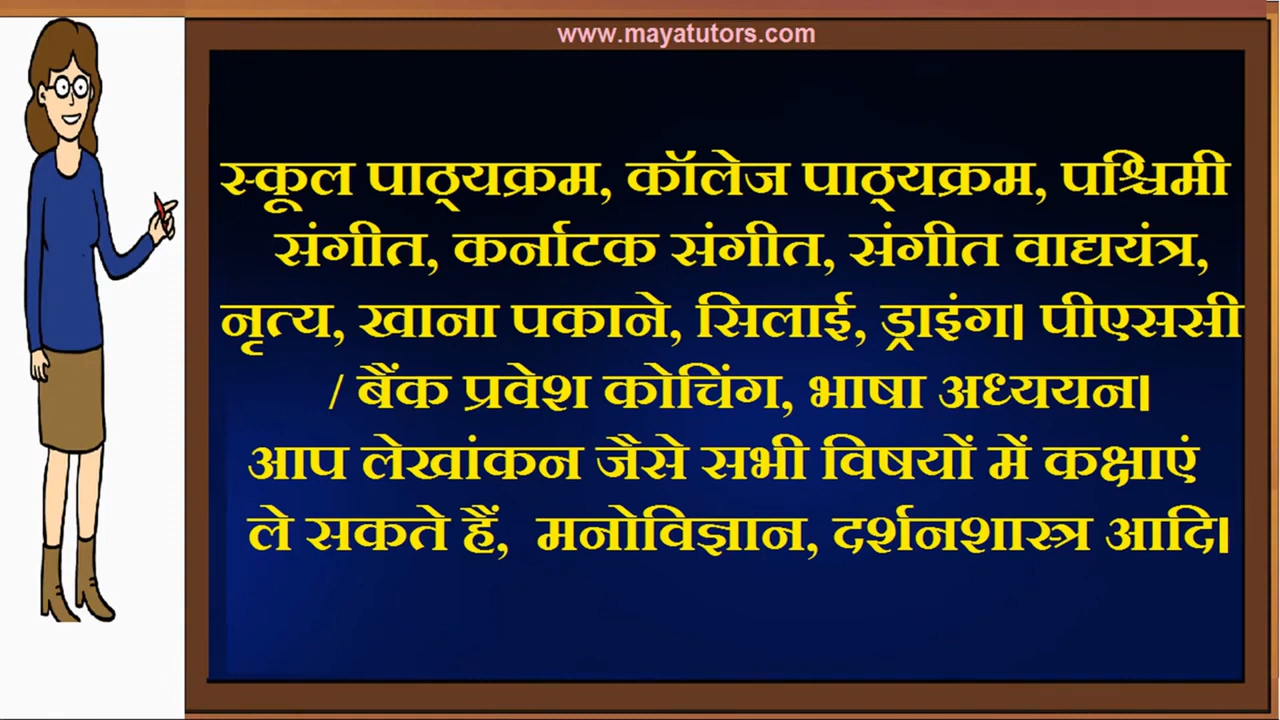 www.mayatutors.com
स्कूल पाठ्यक्रम, कॉलेज पाठ्यक्रम, पश्चिमी
संगीत, कर्नाटक संगीत, संगीत वाद्ययंत्र,
नृत्य, खाना पकाने, सिलाई, ड्राइंग। पीएससी
/ बैंक प्रवेश कोचिंग, भाषा अध्ययन।
आप लेखांकन जैसे सभी विषयों में कक्षाएं
ले सकते हैं, मनोविज्ञान, दर्शनशास्त्र आदि।